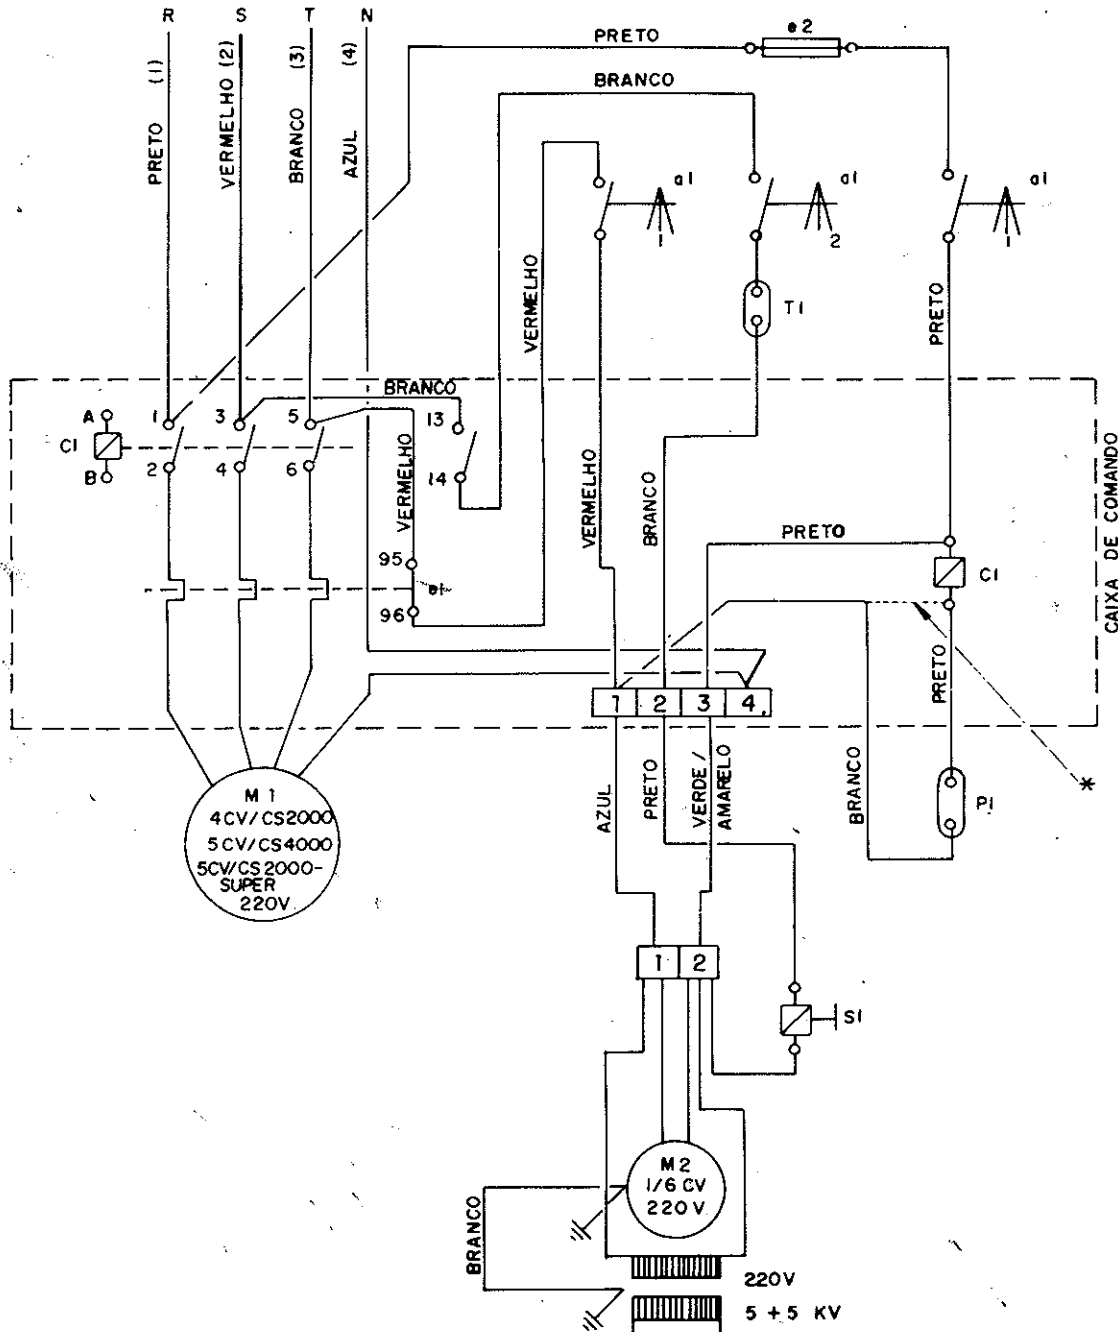 R S T N
PRETO (1)
VERMELHO (2)
BRANCO (3)
AZUL (4)
PRETO
e2
BRANCO
a1
1
a1
2
a1
1
VERMELHO
T1
PRETO
BRANCO
A
C1
B
1 3 5
2 4 6
13
14
VERMELHO
95
96
e1
VERMELHO
BRANCO
PRETO
C1
PRETO
CAIXA DE COMANDO
1 2 3 4
AZUL
PRETO
VERDE/
AMARELO
BRANCO
P1
*
M1
4CV/CS2000
5CV/CS4000
5CV/CS2000-
SUPER
220V
1 2
S1
M2
1/6 CV
220V
BRANCO
220V
5 + 5 KV